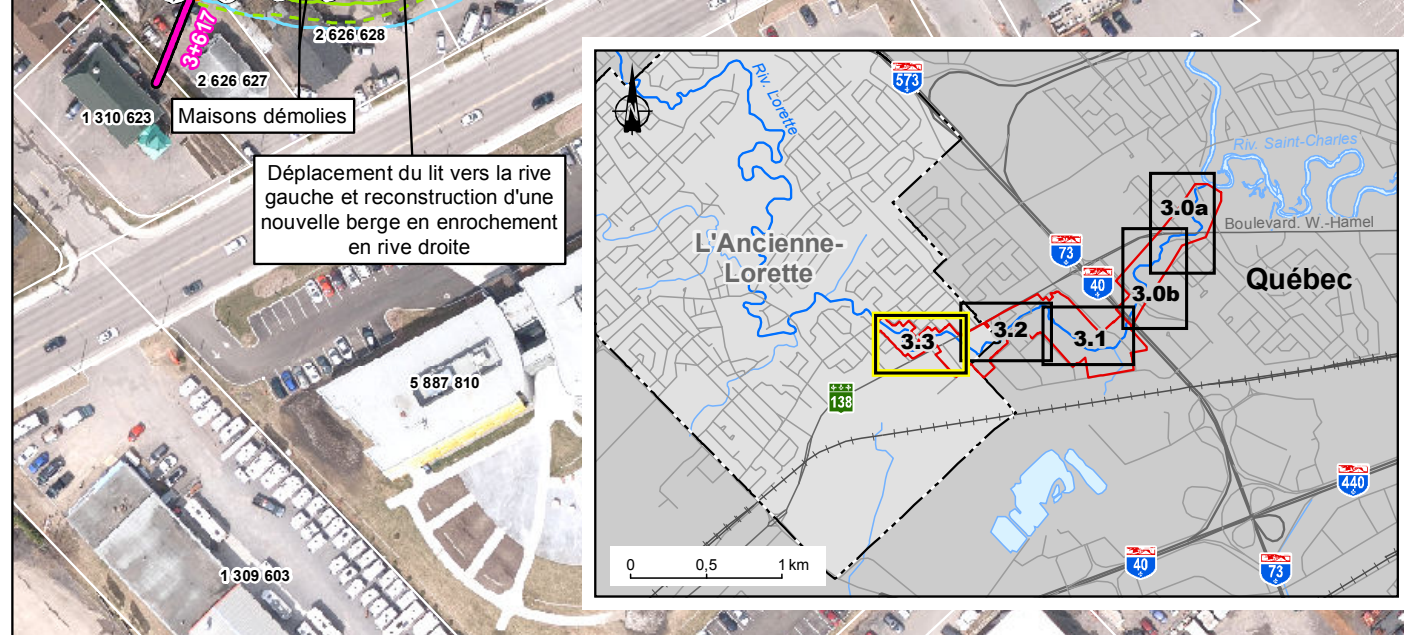 3+617
2 626 628
2 626 627
1 310 623
Maisons démolies
Déplacement du lit vers la rive
gauche et reconstruction d'une
nouvelle berge en enrochement
en rive droite
5 887 810
1 309 603
573
Riv. Lorette
Riv. Saint-Charles
3.0a
Boulevard. W.-Hamel
L'Ancienne-
Lorette
73
40
3.0b
Québec
3.3
3.2
3.1
138
440
40
73
0
0,5
1 km